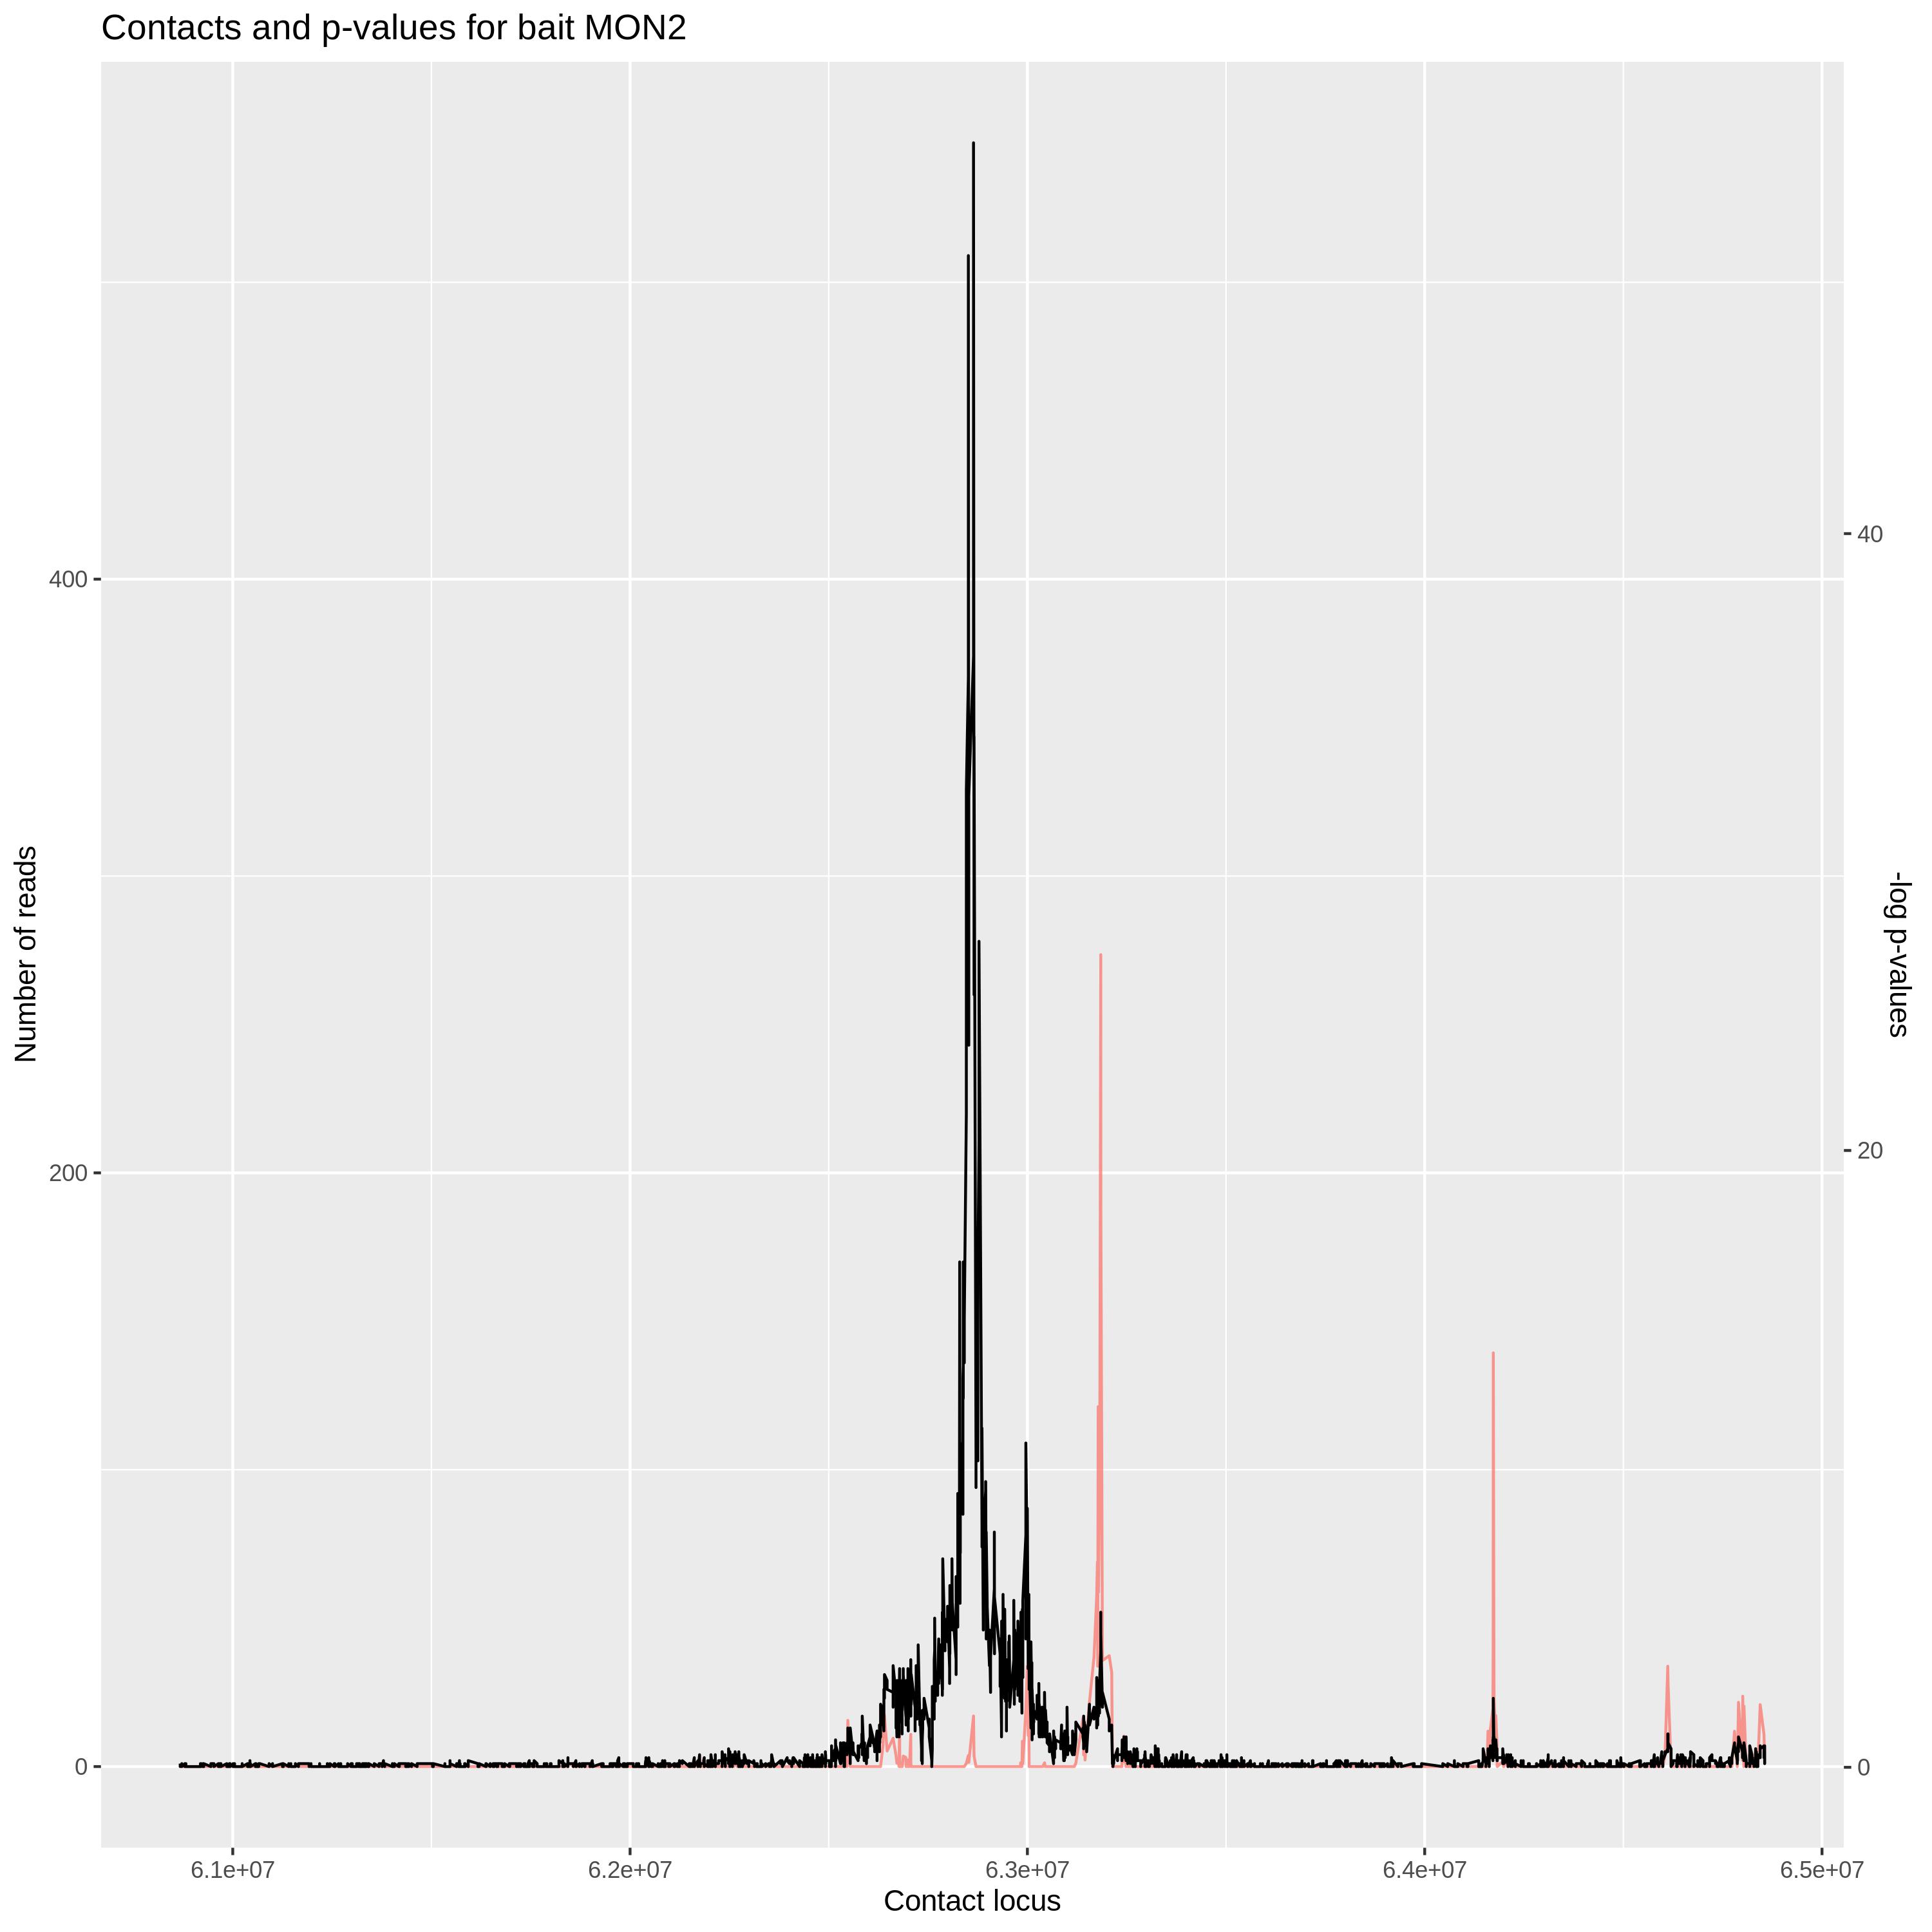 Contacts and p-values for bait MON2
Number of reads
400
200
0
40
20
0
-log p-values
6.1e+07 6.2e+07 6.3e+07 6.4e+07 6.5e+07
Contact locus